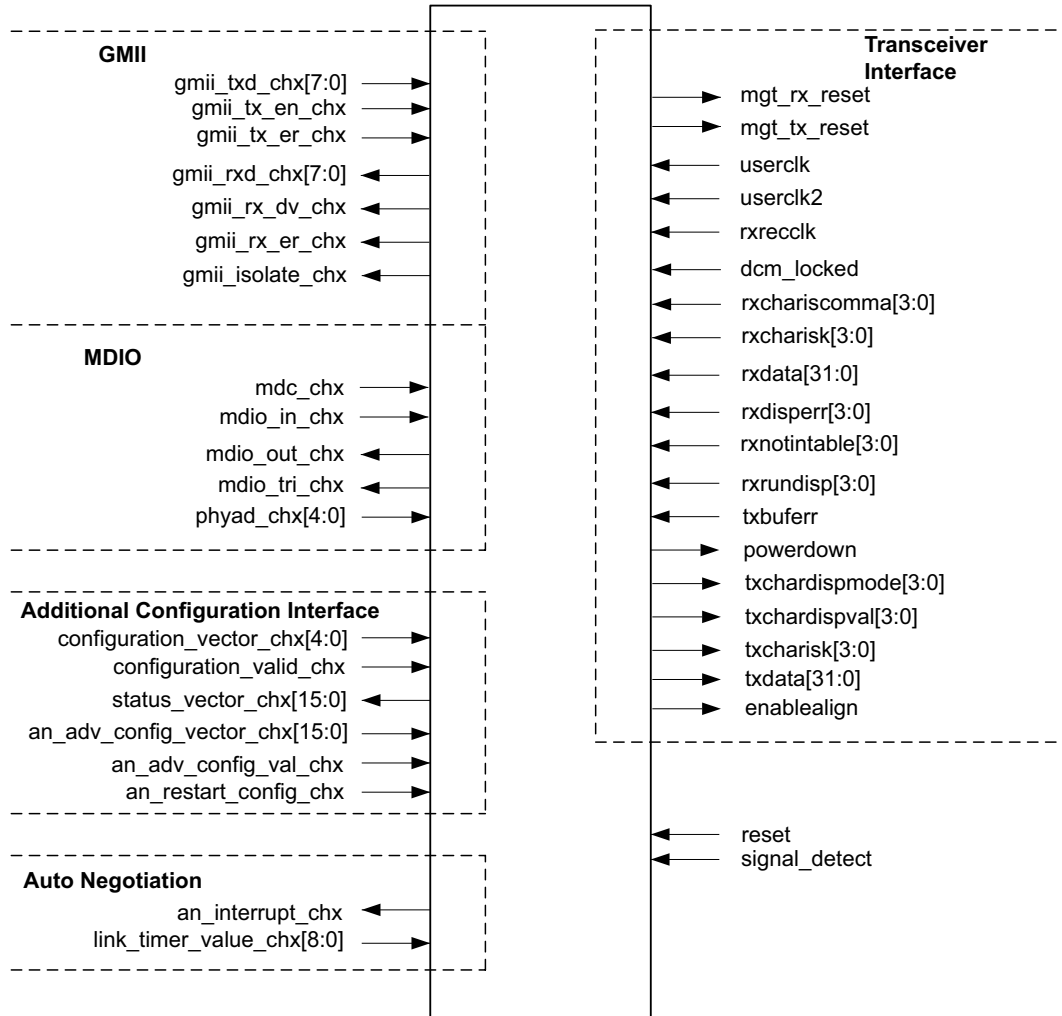 GMII
gmii_txd_chx[7:0]
gmii_tx_en_chx
gmii_tx_er_chx
gmii_rxd_chx[7:0]
gmii_rx_dv_chx
gmii_rx_er_chx
gmii_isolate_chx
MDIO
mdc_chx
mdio_in_chx
mdio_out_chx
mdio_tri_chx
phyad_chx[4:0]
Additional Configuration Interface
configuration_vector_chx[4:0]
configuration_valid_chx
status_vector_chx[15:0]
an_adv_config_vector_chx[15:0]
an_adv_config_val_chx
an_restart_config_chx
Auto Negotiation
an_interrupt_chx
link_timer_value_chx[8:0]
Transceiver
Interface
mgt_rx_reset
mgt_tx_reset
userclk
userclk2
rxrecclk
dcm_locked
rxchariscomma[3:0]
rxcharisk[3:0]
rxdata[31:0]
rxdisperr[3:0]
rxnotintable[3:0]
rxrundisp[3:0]
txbuferr
powerdown
txchardispmode[3:0]
txchardispval[3:0]
txcharisk[3:0]
txdata[31:0]
enablealign
reset
signal_detect